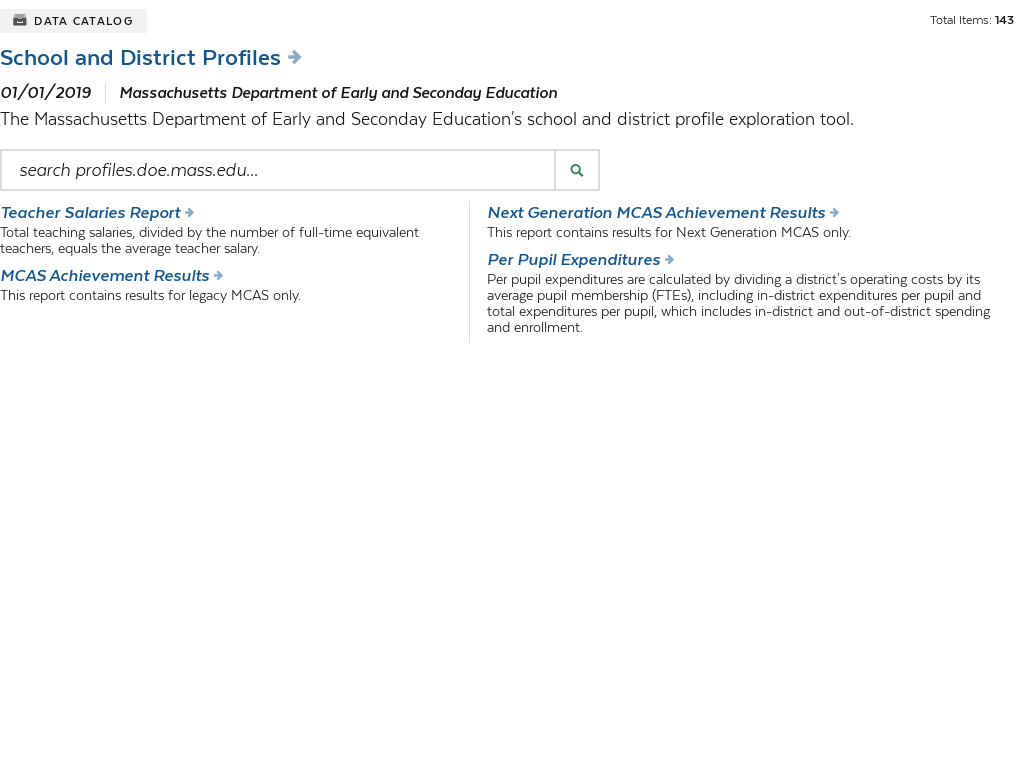 DATA CATALOG
Total Items: 143
School and District Profiles
01/01/2019
Massachusetts Department of Early and Seconday Education
The Massachusetts Department of Early and Seconday Education's school and district profile exploration tool.
search profiles.doe.mass.edu...
Teacher Salaries Report
Total teaching salaries, divided by the number of full-time equivalent
teachers, equals the average teacher salary.
MCAS Achievement Results
This report contains results for legacy MCAS only.
Next Generation MCAS Achievement Results
This report contains results for Next Generation MCAS only.
Per Pupil Expenditures
Per pupil expenditures are calculated by dividing a district's operating costs by its
average pupil membership (FTEs), including in-district expenditures per pupil and
total expenditures per pupil, which includes in-district and out-of-district spending
and enrollment.